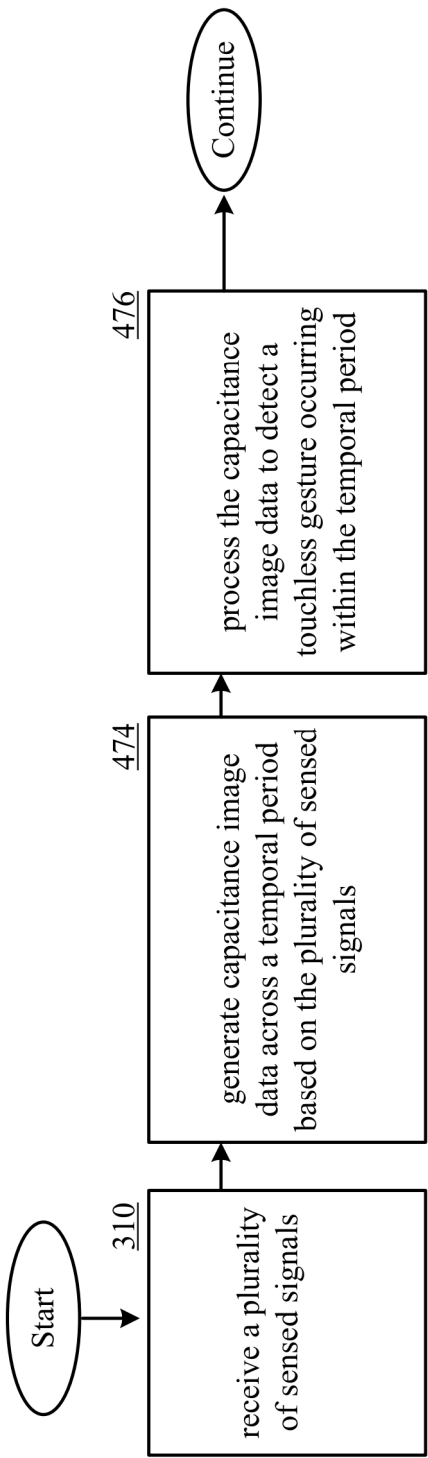 Start
310
receive a plurality
of sensed signals
474
generate capacitance image
data across a temporal period
based on the plurality of sensed
signals
476
process the capacitance
image data to detect a
touchless gesture occurring
within the temporal period
Continue